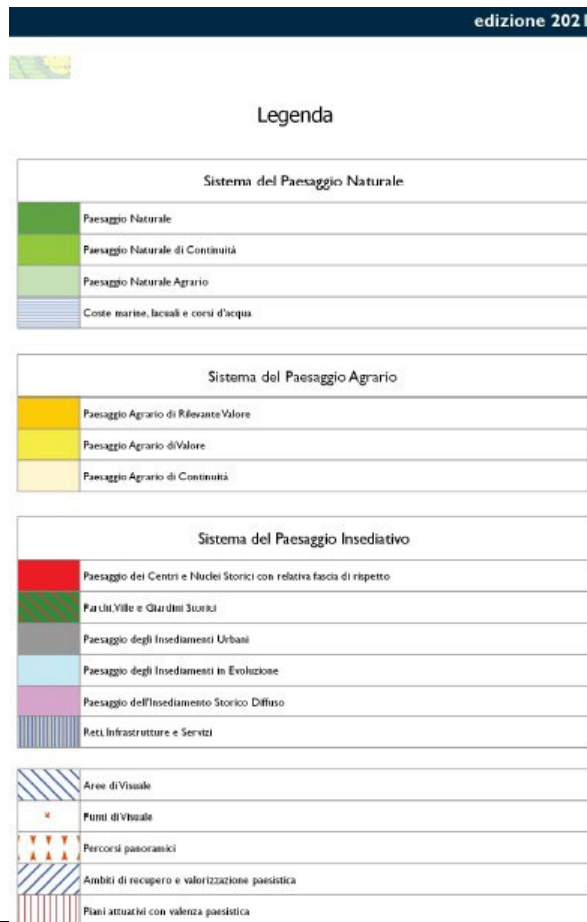 edizione 2021
Legenda
Sistema del Paesaggio Naturale
Paesaggio Naturale
Paesaggio Naturale di Continuità
Paesaggio Naturale Agrario
Coste marine, lacuali e corsi d'acqua
Sistema del Paesaggio Agrario
Paesaggio Agrario di Rilevante Valore
Paesaggio Agrario di Valore
Paesaggio Agrario di Continuità
Sistema del Paesaggio Insediativo
Paesaggio dei Centri e Nuclei Storici con relativa fascia di rispetto
Parchi, Ville e Giardini Storici
Paesaggio degli Insediamenti Urbani
Paesaggio degli Insediamenti in Evoluzione
Paesaggio dell'Insediamento Storico Diffuso
Reti, Infrastrutture e Servizi
Aree di Visuale
Punti di Visuale
Percorsi panoramici
Ambiti di recupero e valorizzazione paesistica
Piani attuativi con valenza paesistica